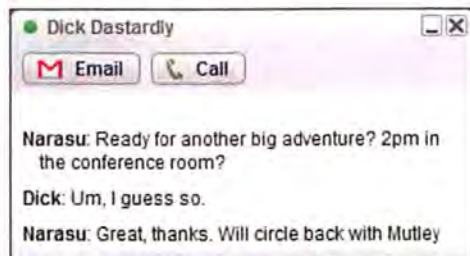 Dick Dastardly
Email Call
Narasu: Ready for another big adventure? 2pm in
the conference room?
Dick: Um, I guess so.
Narasu: Great, thanks. Will circle back with Mutley